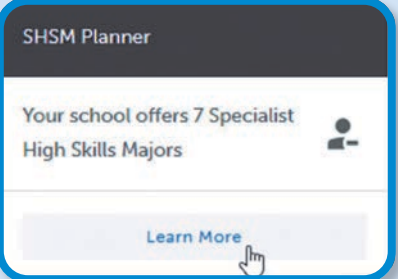 SHSM Planner
Your school offers 7 Specialist
High Skills Majors
Learn More